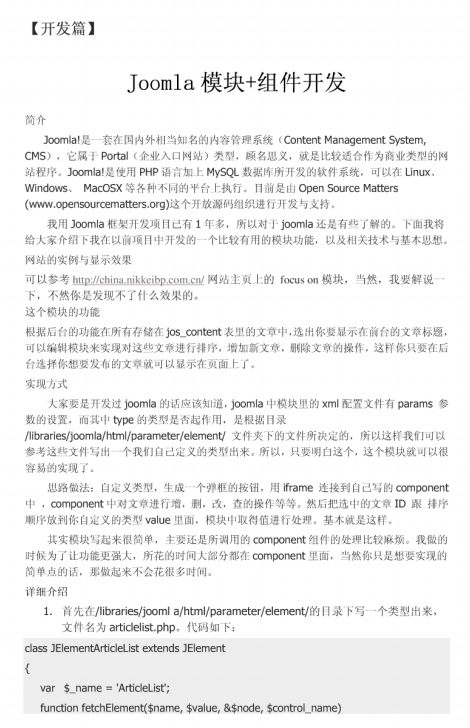 【开发篇】
Joomla 模块+组件开发
简介
Joomla!是一套在国内外相当知名的内容管理系统（Content Management System,
CMS），它属于 Portal（企业入口网站）类型，顾名思义，就是比较适合作为商业类型的网
站程序。Joomla!是使用 PHP 语言加上 MySQL 数据库所开发的软件系统，可以在 Linux、
Windows、 MacOSX 等各种不同的平台上执行。目前是由 Open Source Matters
(www.opensourcematters.org)这个开放源码组织进行开发与支持。
我用 Joomla 框架开发项目已有 1 年多，所以对于 joomla 还是有些了解的。下面我将
给大家介绍下我在以前项目中开发的一个比较有用的模块功能，以及相关技术与基本思想。
网站的实例与显示效果
可以参考 http://china.nikkeibp.com.cn/ 网站主页上的 focus on 模块，当然，我要解说一
下，不然你是发现不了什么效果的。
这个模块的功能
根据后台的功能在所有存储在 jos_content 表里的文章中，选出你要显示在前台的文章标题，
可以编辑模块来实现对这些文章进行排序，增加新文章，删除文章的操作，这样你只要在后
台选择你想要发布的文章就可以显示在页面上了。
实现方式
大家要是开发过 joomla 的话应该知道，joomla 中模块里的 xml 配置文件有 params 参
数的设置，而其中 type 的类型是否起作用，是根据目录
/libraries/joomla/html/parameter/element/ 文件夹下的文件所决定的，所以这样我们可以
参考这些文件写出一个我们自己定义的类型出来。所以，只要明白这个，这个模块就可以很
容易的实现了。
思路做法：自定义类型，生成一个弹框的按钮，用 iframe 连接到自己写的 component
中 ，component 中对文章进行增，删，改，查的操作等等。然后把选中的文章 ID 跟 排序
顺序放到你自定义的类型 value 里面，模块中取得值进行处理。基本就是这样。
其实模块写起来很简单，主要还是所调用的 component 组件的处理比较麻烦。我做的
时候为了让功能更强大，所花的时间大部分都在 component 里面，当然你只是想要实现的
简单点的话，那做起来不会花很多时间。
详细介绍
1. 首先在/libraries/jooml a/html/parameter/element/的目录下写一个类型出来，
文件名为 articlelist.php。代码如下：
class JElementArticleList extends JElement
{
var $_name = 'ArticleList';
function fetchElement($name, $value, &$node, $control_name)